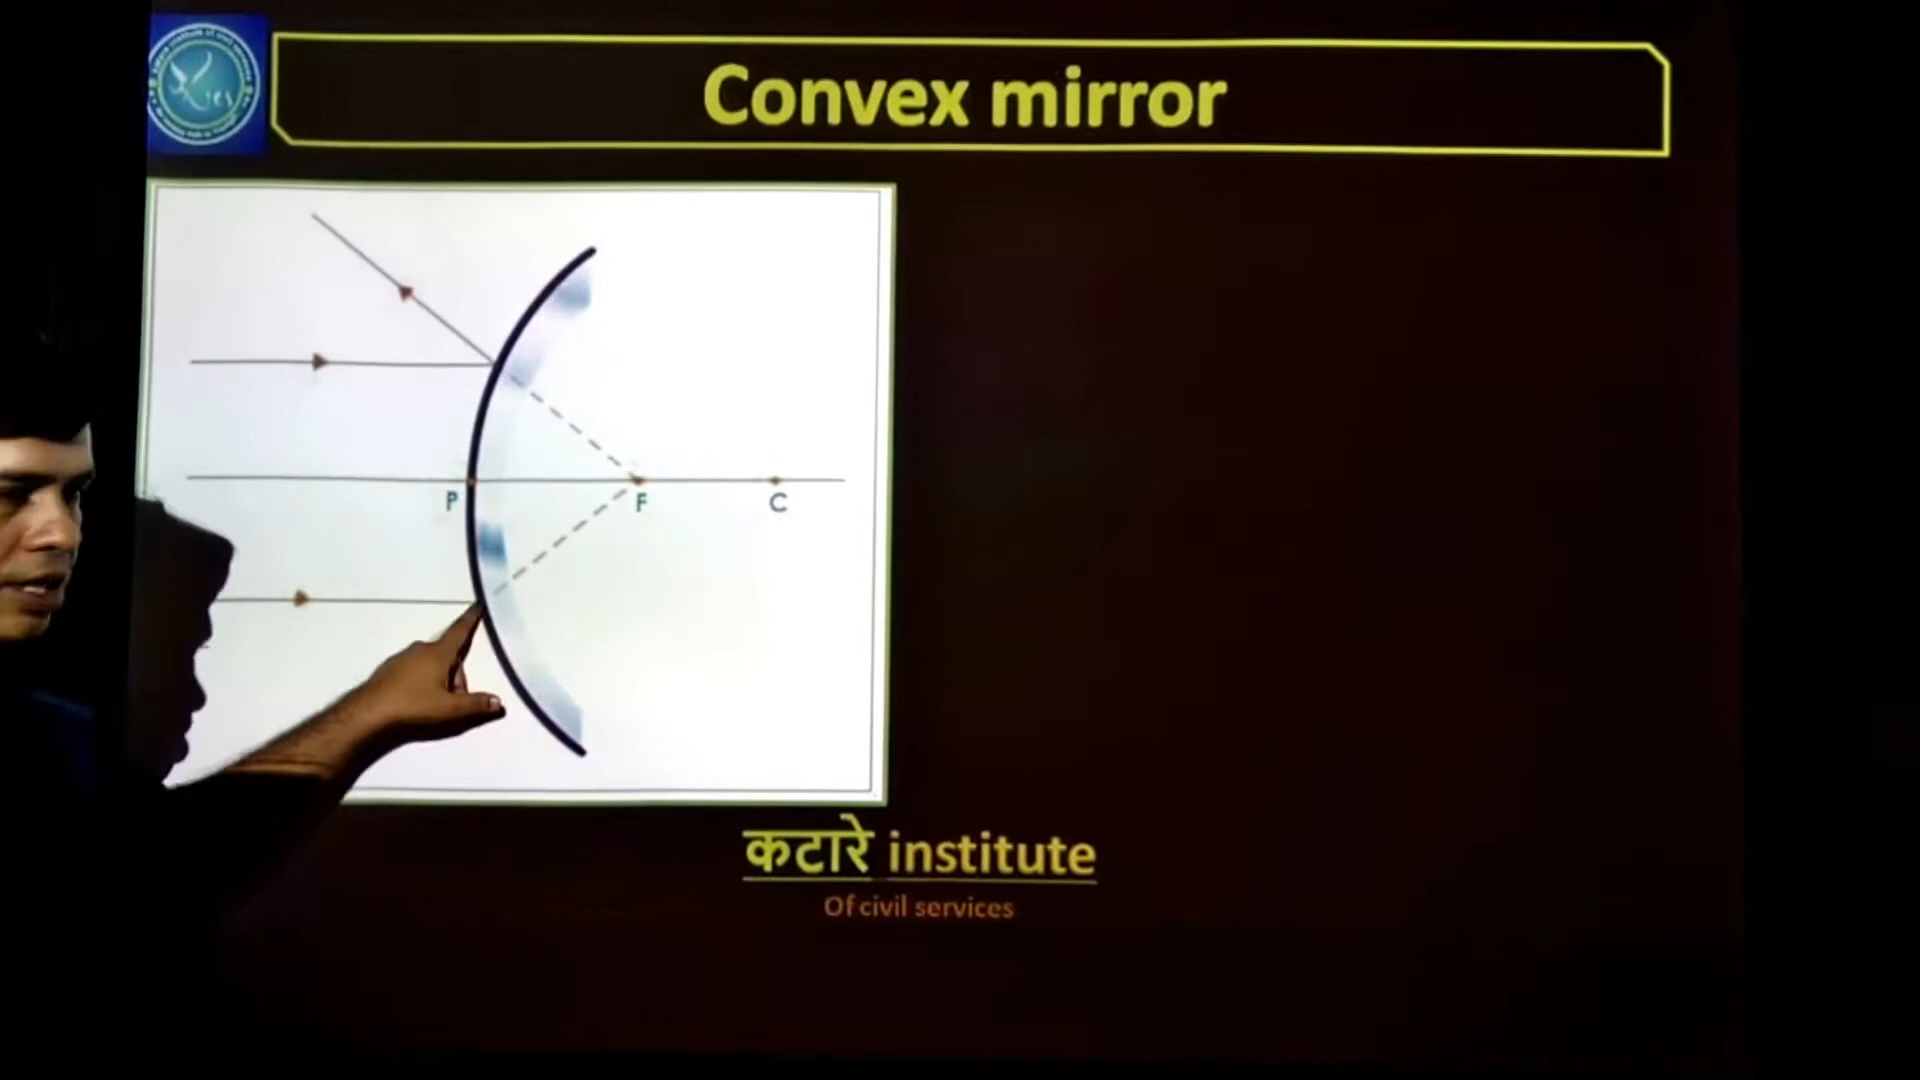 Convex mirror
P
F
C
कटारे institute
Of civil services